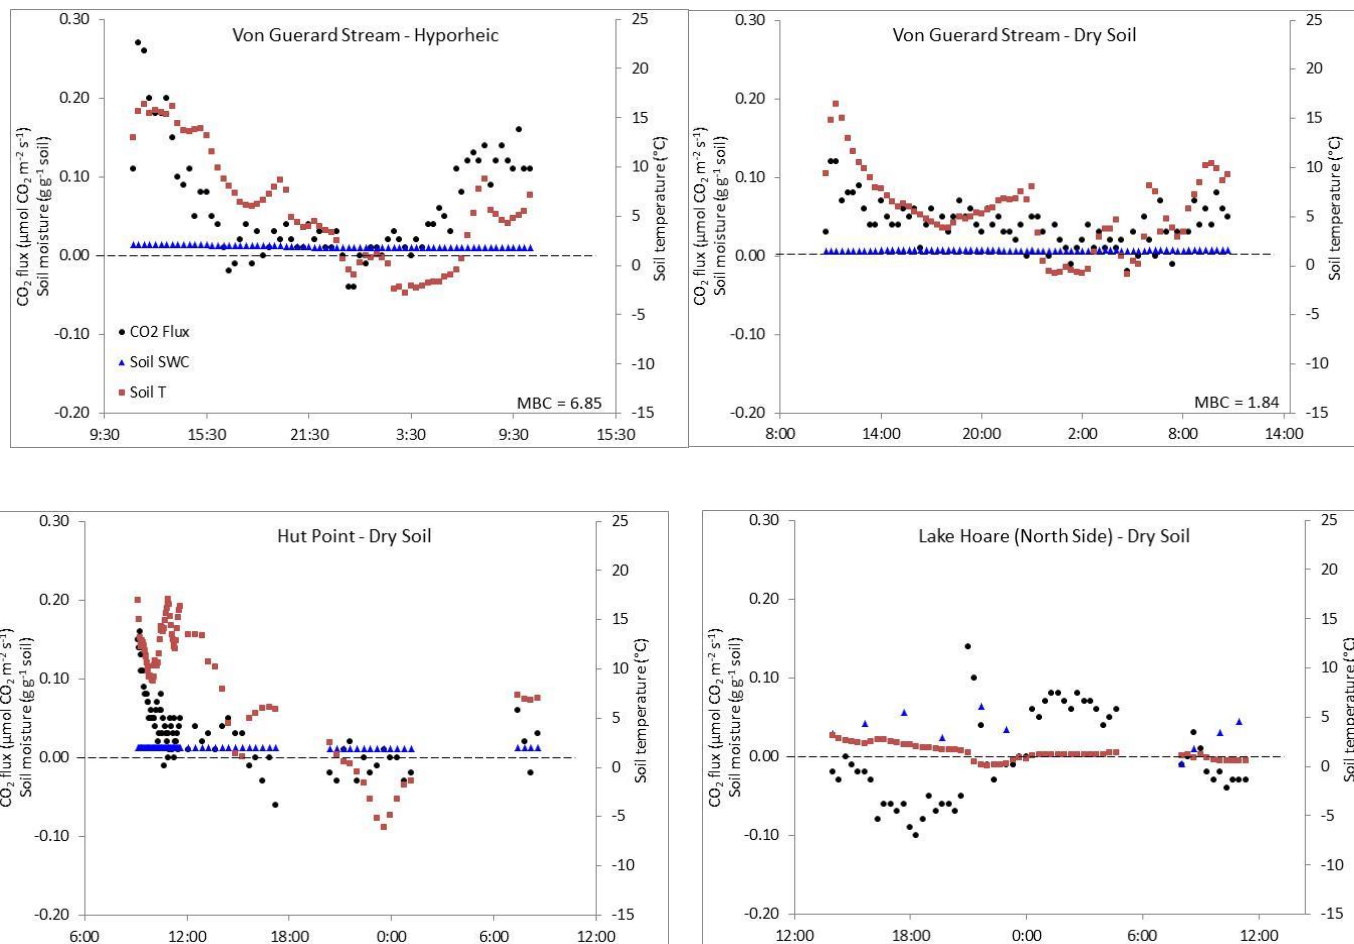 Von Guerard Stream - Hyporheic
0.30
0.20
0.10
0.00
-0.10
-0.20
CO2 flux (µmol CO2 m-2 s-1)
Soil moisture (g g-1 soil)
25
20
15
10
5
0
-5
-10
-15
Soil temperature (°C)
CO2 Flux
Soil SWC
Soil T
MBC = 6.85
9:30 15:30 21:30 3:30 9:30 15:30
Von Guerard Stream - Dry Soil
0.30
0.20
0.10
0.00
-0.10
-0.20
CO2 flux (µmol CO2 m-2 s-1)
Soil moisture (g g-1 soil)
25
20
15
10
5
0
-5
-10
-15
Soil temperature (°C)
MBC = 1.84
8:00 14:00 20:00 2:00 8:00 14:00
Hut Point - Dry Soil
0.30
0.20
0.10
0.00
-0.10
-0.20
CO2 flux (µmol CO2 m-2 s-1)
Soil moisture (g g-1 soil)
25
20
15
10
5
0
-5
-10
-15
Soil temperature (°C)
6:00 12:00 18:00 0:00 6:00 12:00
Lake Hoare (North Side) - Dry Soil
0.30
0.20
0.10
0.00
-0.10
-0.20
CO2 flux (µmol CO2 m-2 s-1)
Soil moisture (g g-1 soil)
25
20
15
10
5
0
-5
-10
-15
Soil temperature (°C)
12:00 18:00 0:00 6:00 12:00